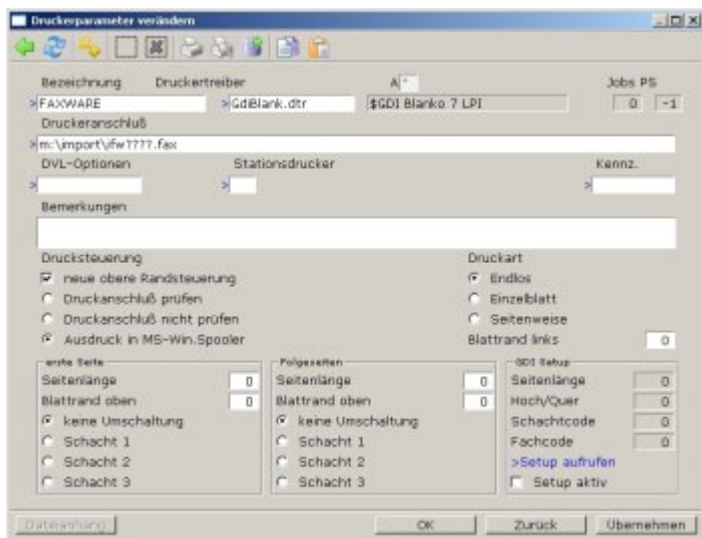 Druckerparameter verändern
Bezeichnung Druckertreiber A * Jobs PS
>FAXWARE >GdiBlank.dtr $GDI Blanko 7 LPI 0 -1
Druckeranschluß
>m:\import\ifw????.fax
DVL-Optionen Stationsdrucker Kennz.
> > >
Bemerkungen
Drucksteuerung Druckart
neue obere Randsteuerung Endlos
Druckanschluß prüfen Einzelblatt
Druckanschluß nicht prüfen Seitenweise
Ausdruck in MS-Win.Spooler Blattrand links 0
erste Seite Folgeseiten GDI Setup
Seitenlänge 0 Seitenlänge 0 Seitenlänge 0
Blattrand oben 0 Blattrand oben 0 Hoch/Quer 0
keine Umschaltung keine Umschaltung Schachtcode 0
Schacht 1 Schacht 1 Fachcode 0
Schacht 2 Schacht 2 >Setup aufrufen
Schacht 3 Schacht 3 Setup aktiv
Dateianhang OK Zurück Übernehmen